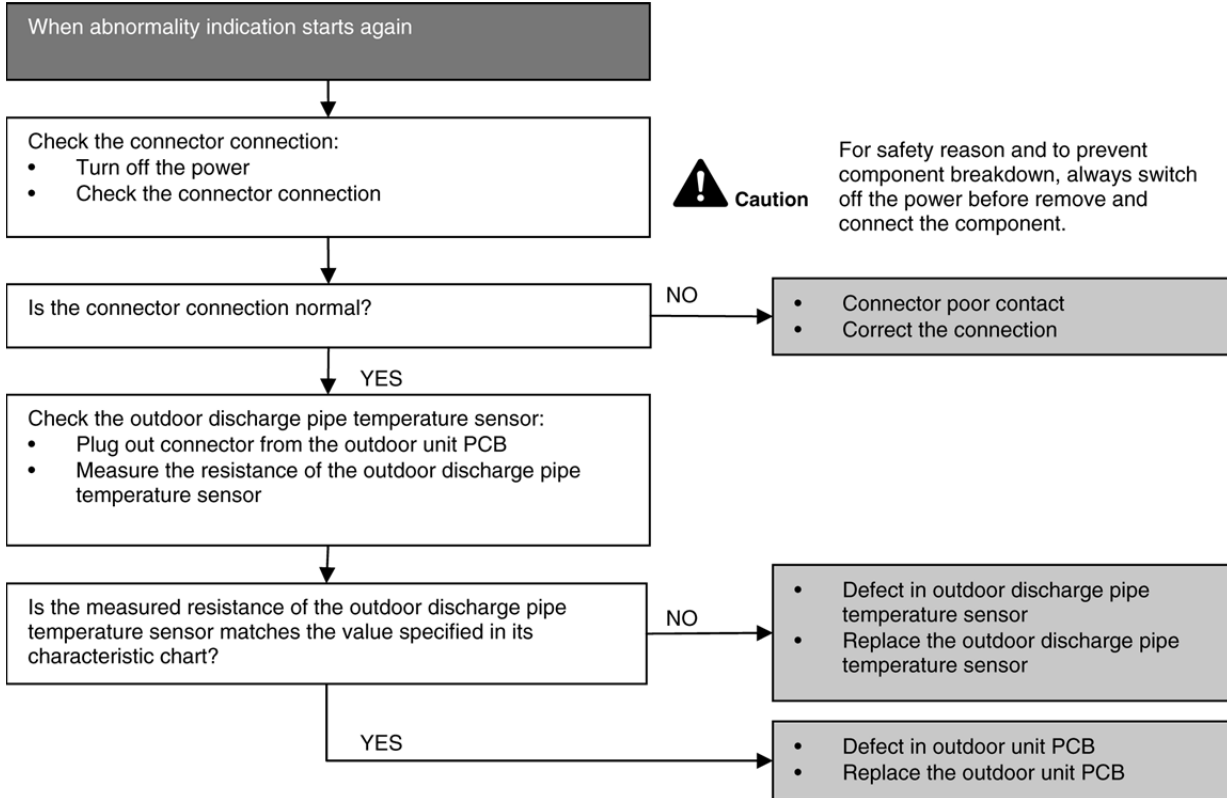 When abnormality indication starts again
Check the connector connection:
• Turn off the power
• Check the connector connection
Caution
For safety reason and to prevent
component breakdown, always switch
off the power before remove and
connect the component.
Is the connector connection normal?
NO
• Connector poor contact
• Correct the connection
YES
Check the outdoor discharge pipe temperature sensor:
• Plug out connector from the outdoor unit PCB
• Measure the resistance of the outdoor discharge pipe
temperature sensor
Is the measured resistance of the outdoor discharge pipe
temperature sensor matches the value specified in its
characteristic chart?
NO
• Defect in outdoor discharge pipe
temperature sensor
• Replace the outdoor discharge pipe
temperature sensor
YES
• Defect in outdoor unit PCB
• Replace the outdoor unit PCB